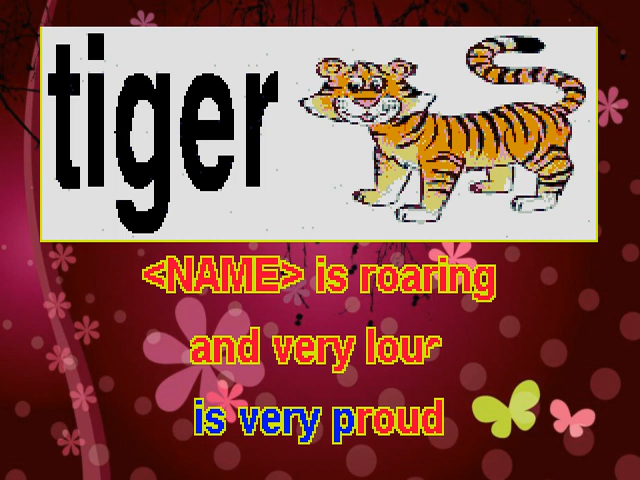 tiger
<NAME> is roaring
and very
is very proud